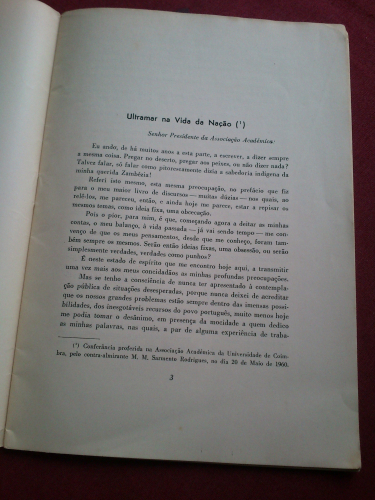 Ultramar na Vida da Nação (¹)
Senhor Presidente da Associação Académica:
Eu ando, de há muitos anos a esta parte, a escrever, a dizer sempre
a mesma coisa. Pregar no deserto, pregar aos peixes, ou não dizer nada?
Talvez falar, só falar como pitorescamente dizia a sabedoria indígena da
minha querida Zambézia!
Referi isto mesmo, esta mesma preocupação, no prefácio que fiz
para o meu maior livro de discursos — muitas dúzias — nos quais, ao
relê-los, me pareceu, então, e ainda hoje me parece, estar a repisar os
mesmos temas, como ideia fixa, uma obcecação.
Pois o pior, para mim, é que, começando agora a deitar as minhas
contas, o meu balanço, à vida passada — já vai sendo tempo — me con-
venço de que os meus pensamentos, desde que me conheço, foram tam-
bém sempre os mesmos. Serão então ideias fixas, uma obsessão, ou serão
simplesmente verdades, verdades como punhos?
É neste estado de espírito que me encontro hoje aqui, a transmitir
uma vez mais aos meus concidadãos as minhas profundas preocupações.
Mas se tenho a consciência de nunca ter apresentado à contempla-
ção pública de situações desesperadas, porque nunca deixei de acreditar
que os nossos grandes problemas estão sempre dentro das imensas possi-
bilidades, dos inesgotáveis recursos do povo português, muito menos hoje
me podia tomar o desânimo, em presença da mocidade a quem dedico
as minhas palavras, nas quais, a par de alguma experiência de traba-
(¹) Conferência proferida na Associação Académica da Universidade de Coim-
bra, pelo contra-almirante M. M. Sarmento Rodrigues, no dia 20 de Maio de 1960.
3